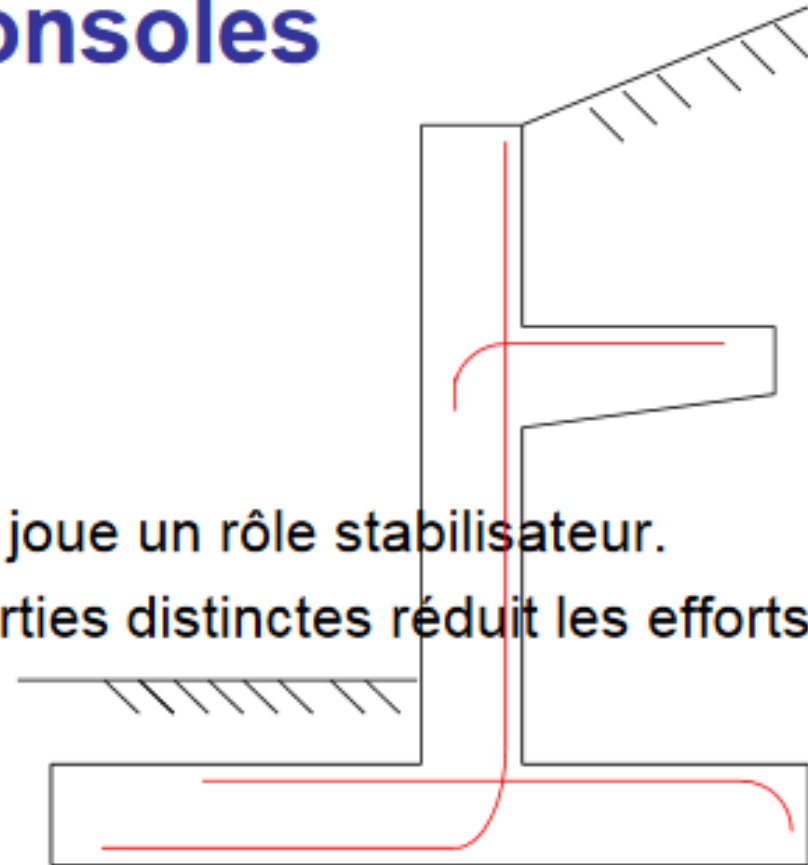 onsoles
joue un rôle stabilisateur.
rties distinctes réduit les efforts